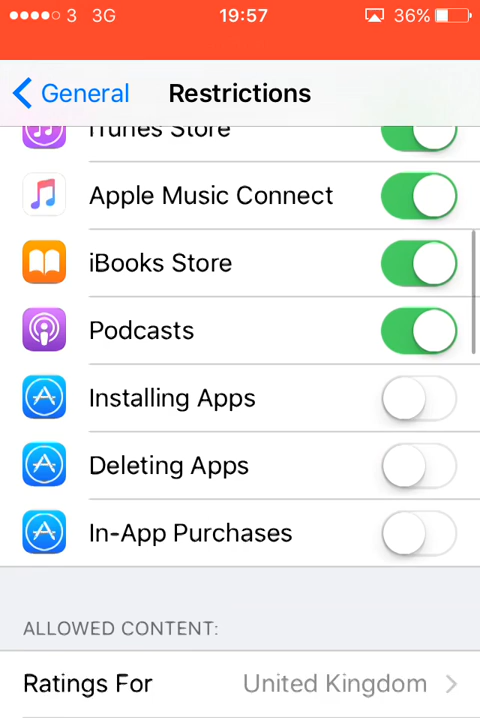 3 3G 19:57 36%
General Restrictions
iTunes Store
Apple Music Connect
iBooks Store
Podcasts
Installing Apps
Deleting Apps
In-App Purchases
ALLOWED CONTENT:
Ratings For United Kingdom